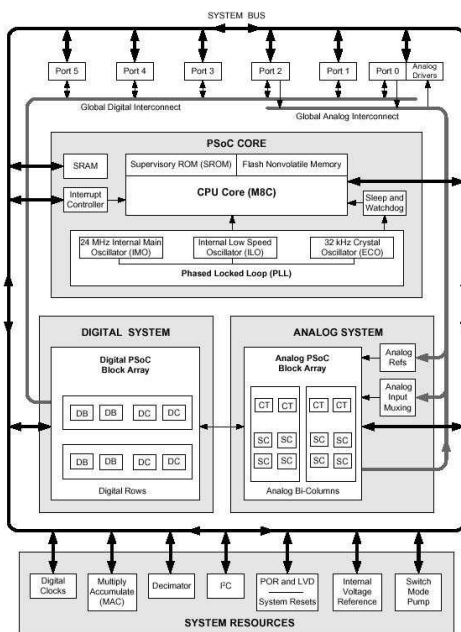 SYSTEM BUS
Port 5
Port 4
Port 3
Port 2
Port 1
Port 0
Analog
Drivers
Global Digital Interconnect
Global Analog Interconnect
PSoC CORE
SRAM
Supervisory ROM (SROM)
Flash Nonvolatile Memory
CPU Core (M8C)
Interrupt
Controller
Sleep and
Watchdog
24 MHz Internal Main
Oscillator (IMO)
Internal Low Speed
Oscillator (ILO)
32 kHz Crystal
Oscillator (ECO)
Phased Locked Loop (PLL)
DIGITAL SYSTEM
Digital PSoC
Block Array
DB DB DC DC
DB DB DC DC
Digital Rows
ANALOG SYSTEM
Analog PSoC
Block Array
CT CT CT CT
SC SC SC SC
SC SC SC SC
Analog Bi-Columns
Analog
Refs
Analog
Input
Muxing
Digital
Clocks
Multiply
Accumulate
(MAC)
Decimator
I²C
POR and LVD
System Resets
Internal
Voltage
Reference
Switch
Mode
Pump
SYSTEM RESOURCES